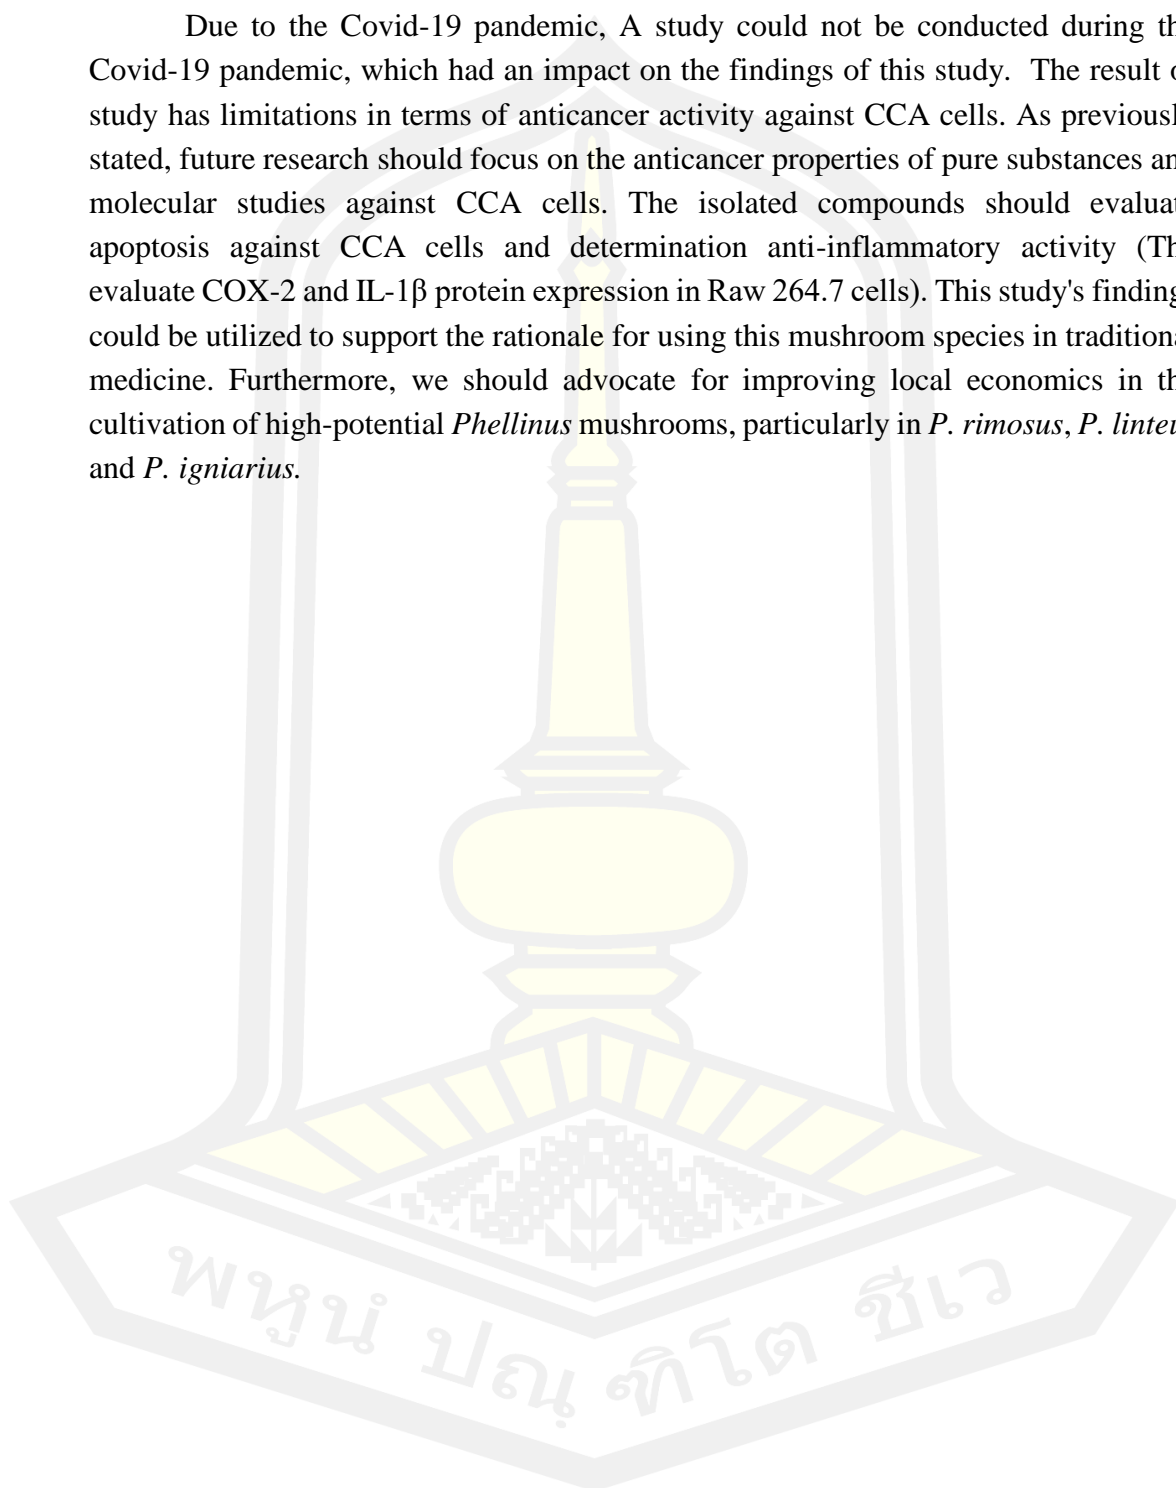 Due to the Covid-19 pandemic, A study could not be conducted during th
Covid-19 pandemic, which had an impact on the findings of this study. The result o
study has limitations in terms of anticancer activity against CCA cells. As previousl
stated, future research should focus on the anticancer properties of pure substances an
molecular studies against CCA cells. The isolated compounds should evaluat
apoptosis against CCA cells and determination anti-inflammatory activity (Th
evaluate COX-2 and IL-1β protein expression in Raw 264.7 cells). This study's finding
could be utilized to support the rationale for using this mushroom species in traditiona
medicine. Furthermore, we should advocate for improving local economics in th
cultivation of high-potential Phellinus mushrooms, particularly in P. rimosus, P. linteu
and P. igniarius.
พหูนํ ปณฺ ฑิโต ชีเว